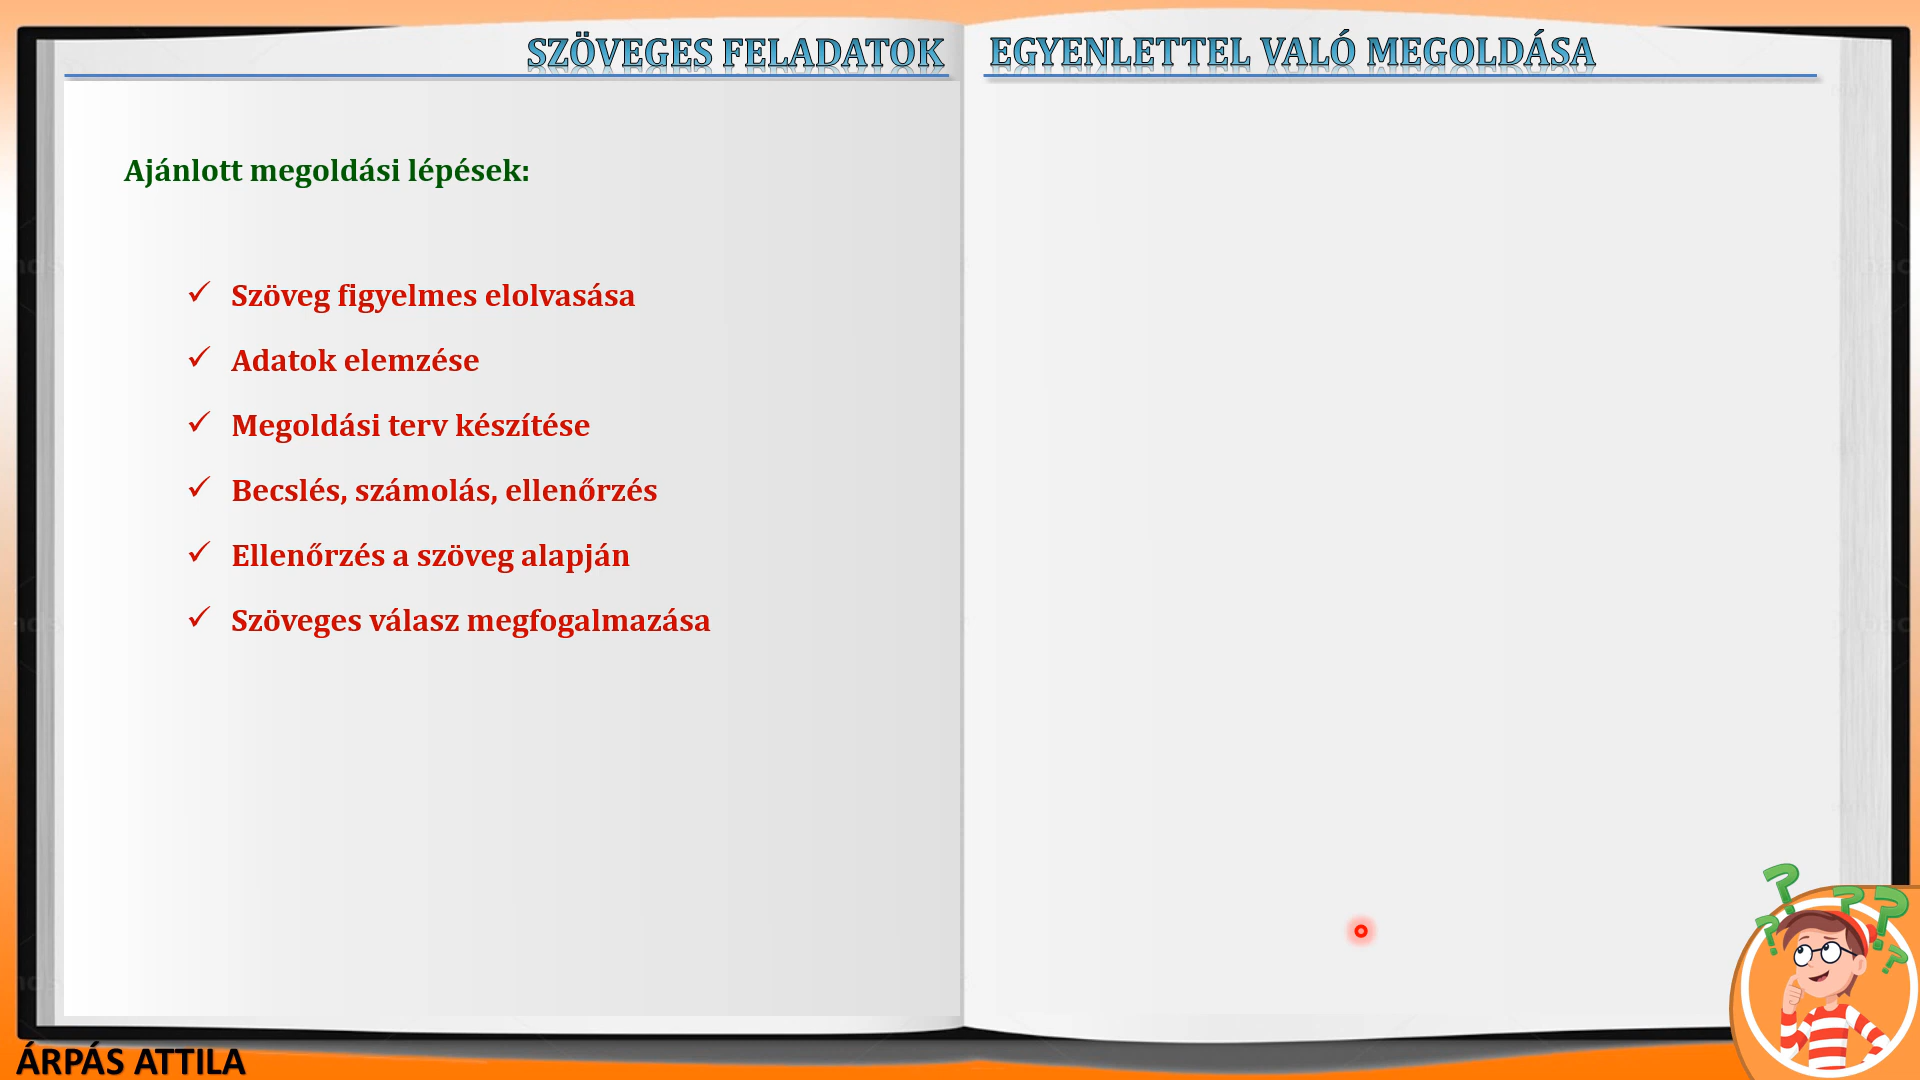 SZÖVEGES FELADATOK
EGYENLETTEL VALÓ MEGOLDÁSA
Ajánlott megoldási lépések:
✓ Szöveg figyelmes elolvasása
✓ Adatok elemzése
✓ Megoldási terv készítése
✓ Becslés, számolás, ellenőrzés
✓ Ellenőrzés a szöveg alapján
✓ Szöveges válasz megfogalmazása
ÁRPÁS ATTILA